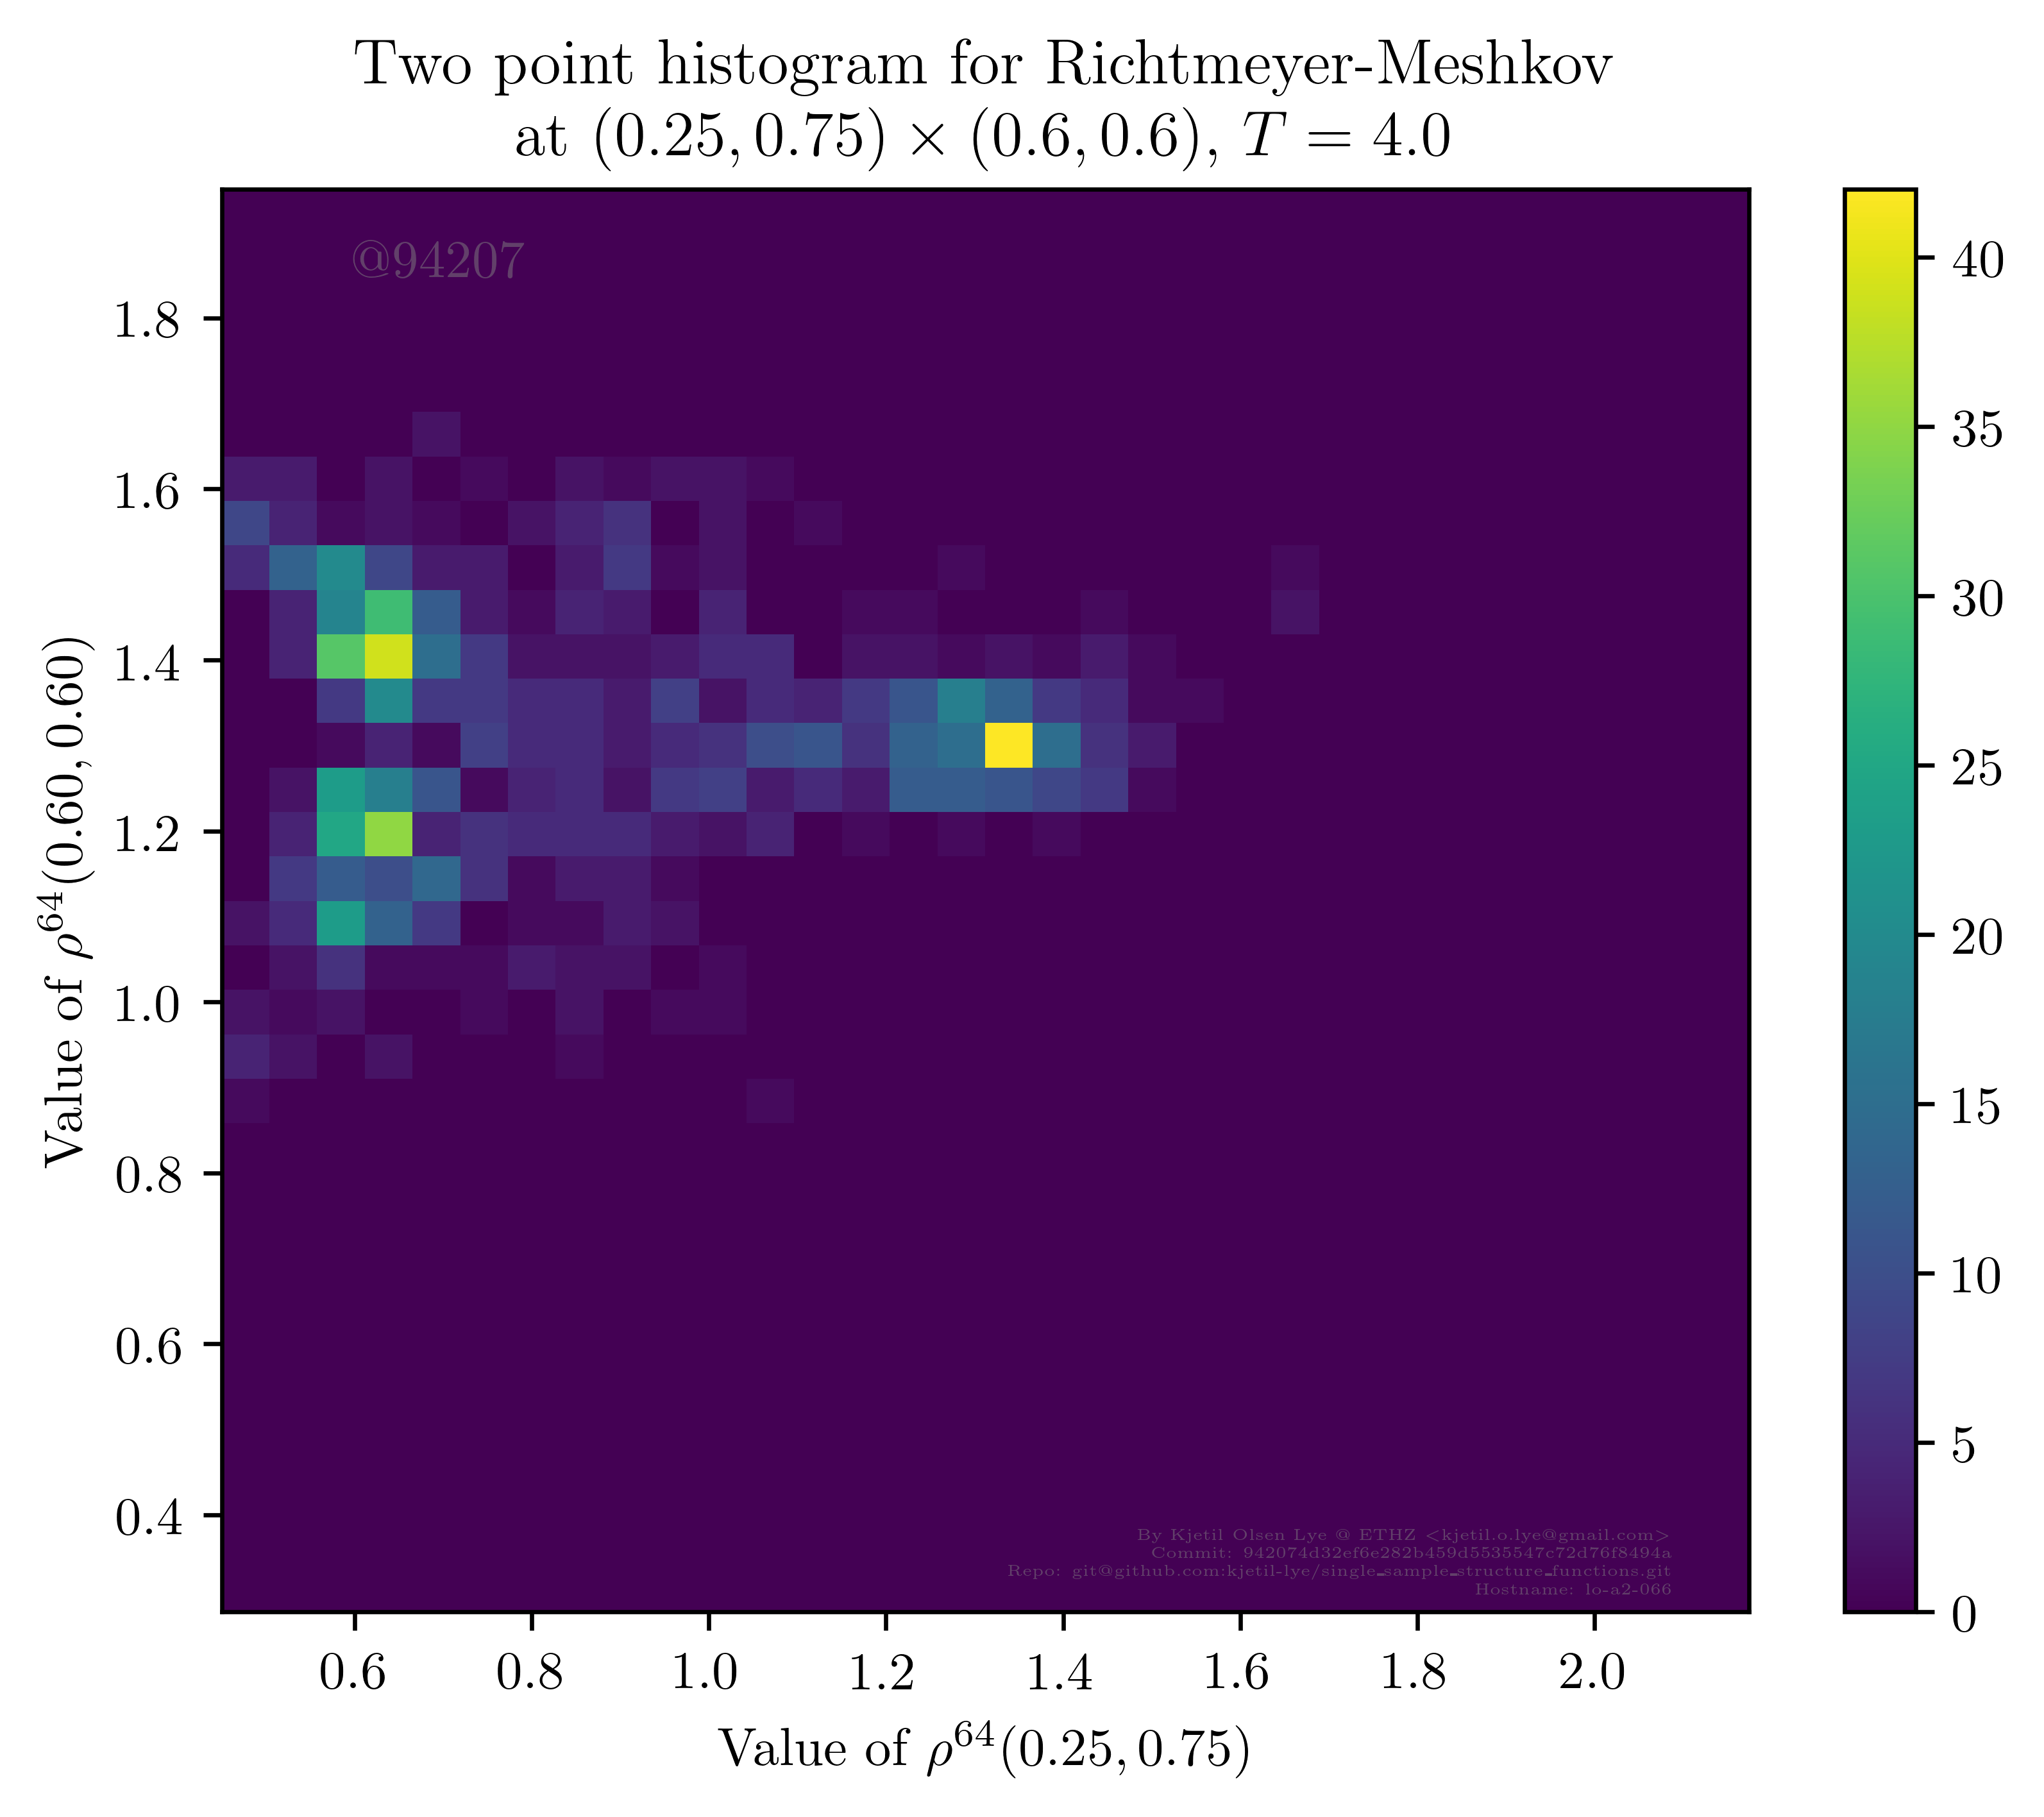 Two point histogram for Richtmeyer-Meshkov
at (0.25, 0.75) × (0.6, 0.6), T = 4.0
@94207
Value of ρ^64(0.60, 0.60)
1.8
1.6
1.4
1.2
1.0
0.8
0.6
0.4
40
35
30
25
20
15
10
5
0
By Kjetil Olsen Lye @ ETHZ <kjetil.o.lye@gmail.com>
Commit: 942074d32ef6e282b459d5535547c72d76f8494a
Repo: git@github.com:kjetil-lye/single_sample_structure_functions.git
Hostname: lo-a2-066
0.6 0.8 1.0 1.2 1.4 1.6 1.8 2.0
Value of ρ^64(0.25, 0.75)